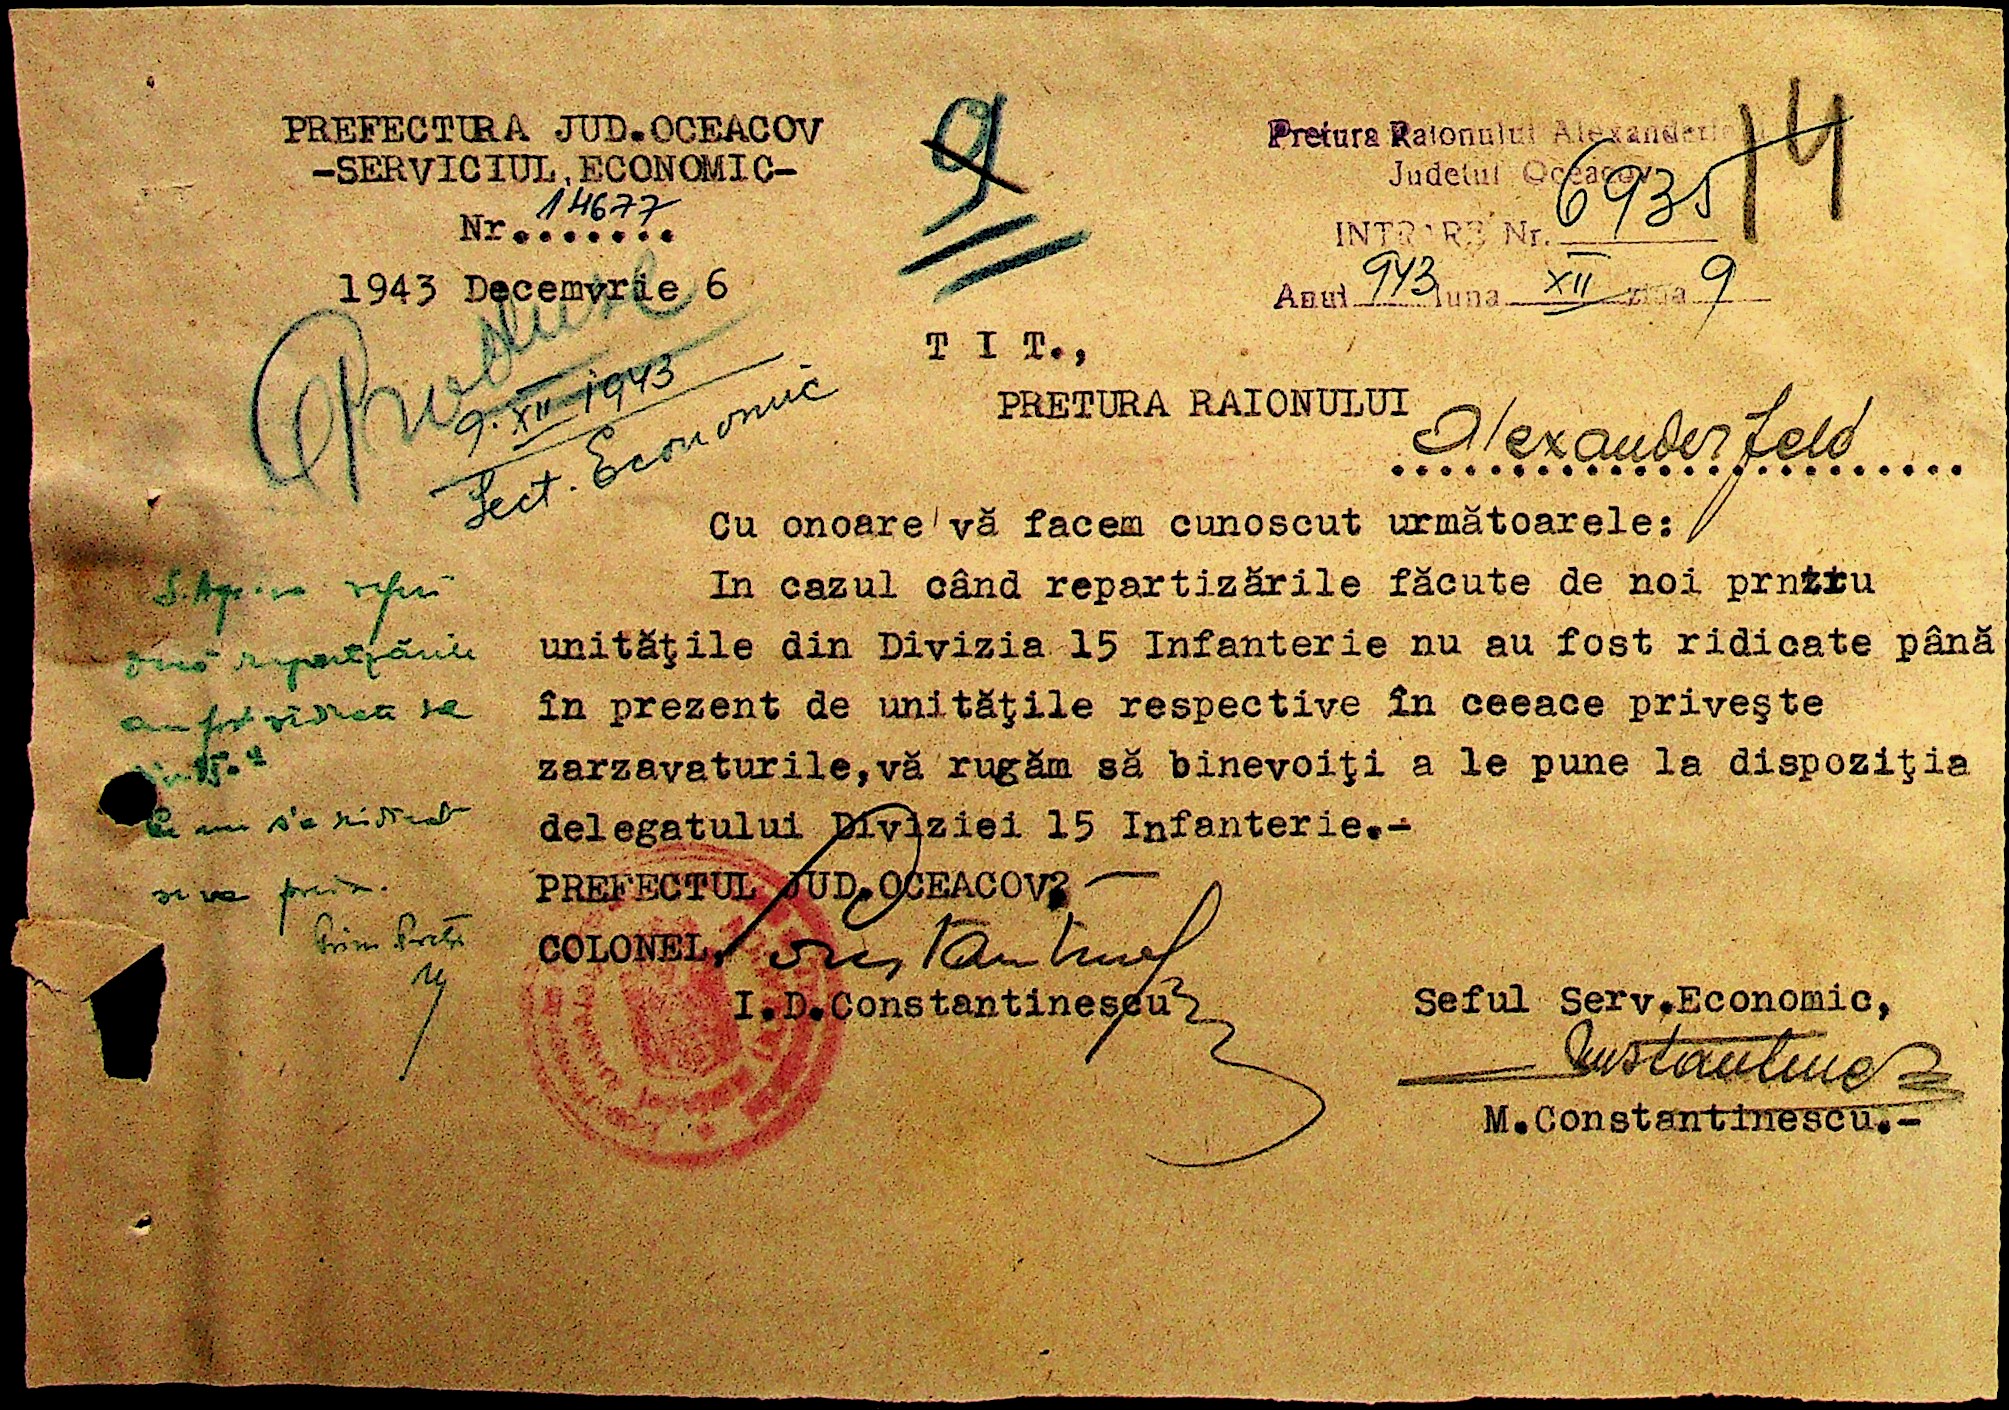 PREFECTURA JUD.OCEACOV
-SERVICIUL ECONOMIC-
Nr.......
14677
1943 Decemvrie 6
9
14
Pretura Raionului
Judetul Oceacov
INTRARE Nr. 6935
Anul 943 luna XII ziua 9
9.XII 1943
Sect. Economic
T I T.,
PRETURA RAIONULUI Alexanderfeld
Cu onoare vă facem cunoscut următoarele:
In cazul când repartizările făcute de noi prntru
unităţile din Divizia 15 Infanterie nu au fost ridicate până
în prezent de unităţile respective în ceeace priveşte
zarzavaturile,vă rugăm să binevoiţi a le pune la dispoziţia
delegatului Diviziei 15 Infanterie.-
repartizările
PREFECTUL JUD.OCEACOV,
COLONEL,
I.D.Constantinescu
Seful Serv.Economic,
M.Constantinescu.-